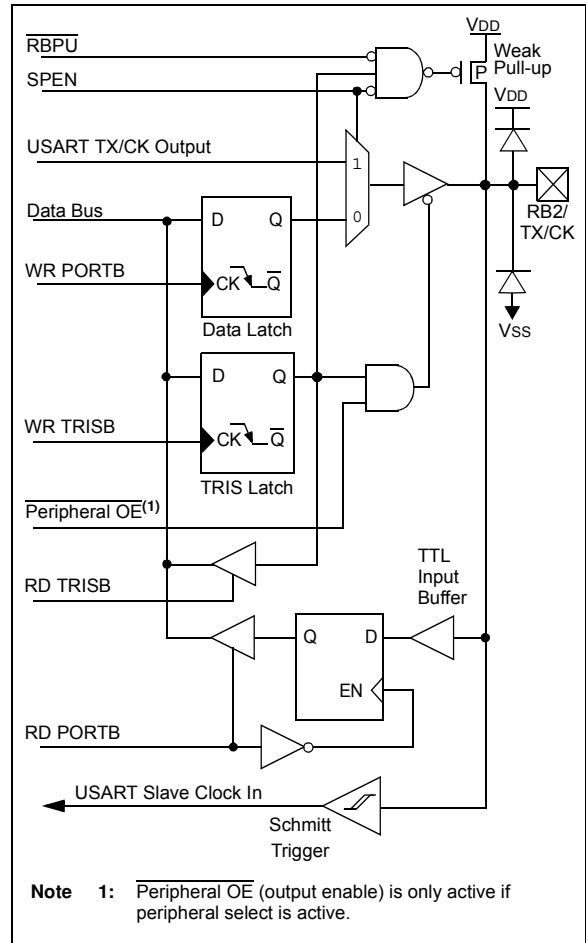 VDD
RBPU
Weak
Pull-up
P
SPEN
VDD
USART TX/CK Output
1
0
RB2/
TX/CK
Data Bus
D Q
WR PORTB
CK Q
Data Latch
VSS
D Q
WR TRISB
CK Q
TRIS Latch
Peripheral OE(1)
RD TRISB
TTL
Input
Buffer
Q D
EN
RD PORTB
USART Slave Clock In
Schmitt
Trigger
Note 1: Peripheral OE (output enable) is only active if
peripheral select is active.